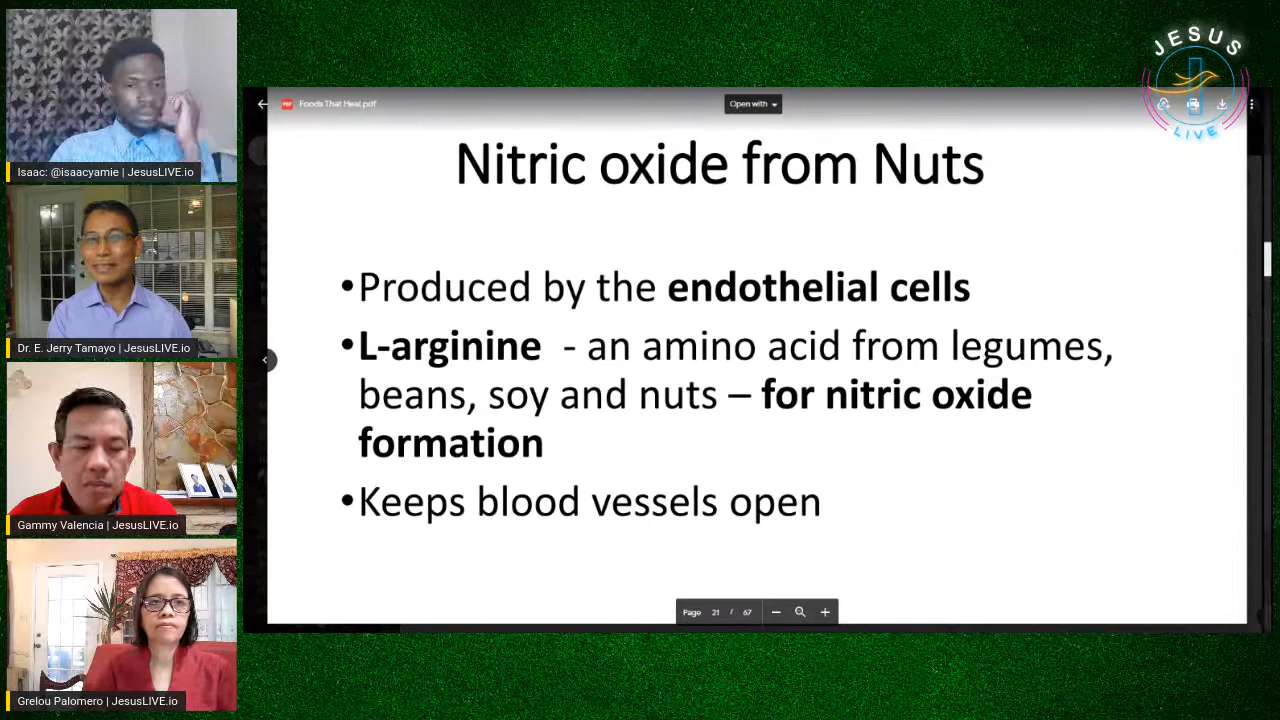 Isaac: @isaacyamie | JesusLIVE.io
Dr. E. Jerry Tamayo | JesusLIVE.io
Gammy Valencia | JesusLIVE.io
Grelou Palomero | JesusLIVE.io
PDF
Foods That Heal.pdf
Open with
JESUS
LIVE
Nitric oxide from Nuts
•Produced by the endothelial cells
•L-arginine - an amino acid from legumes,
beans, soy and nuts – for nitric oxide
formation
•Keeps blood vessels open
Page 21 / 67